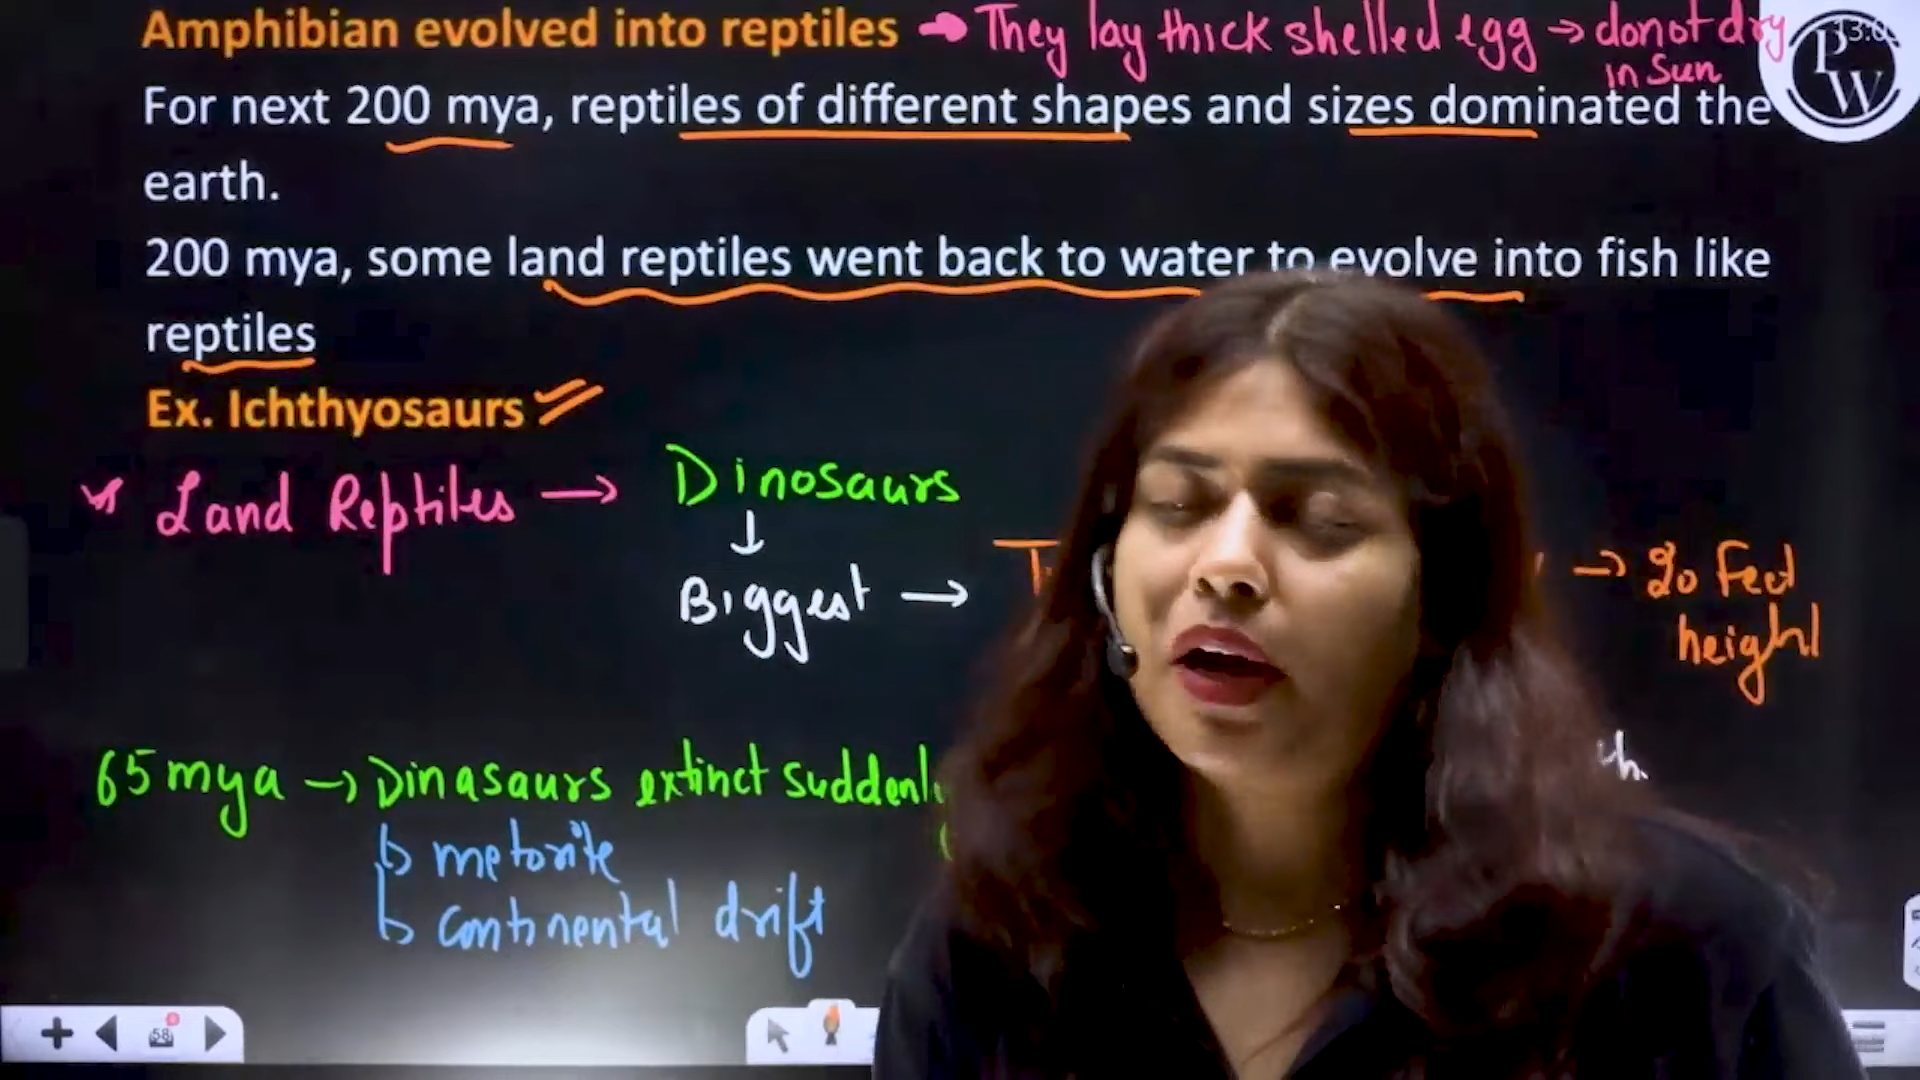 Amphibian evolved into reptiles → They lay thick shelled egg → donot dry
in Sun
For next 200 mya, reptiles of different shapes and sizes dominated the
earth.
200 mya, some land reptiles went back to water to evolve into fish like
reptiles
Ex. Ichthyosaurs
Land Reptiles → Dinosaurs
↓
Biggest → → 20 Feet
height
65 mya → Dinasaurs extinct suddenl
metorite
continental drift
PW
58